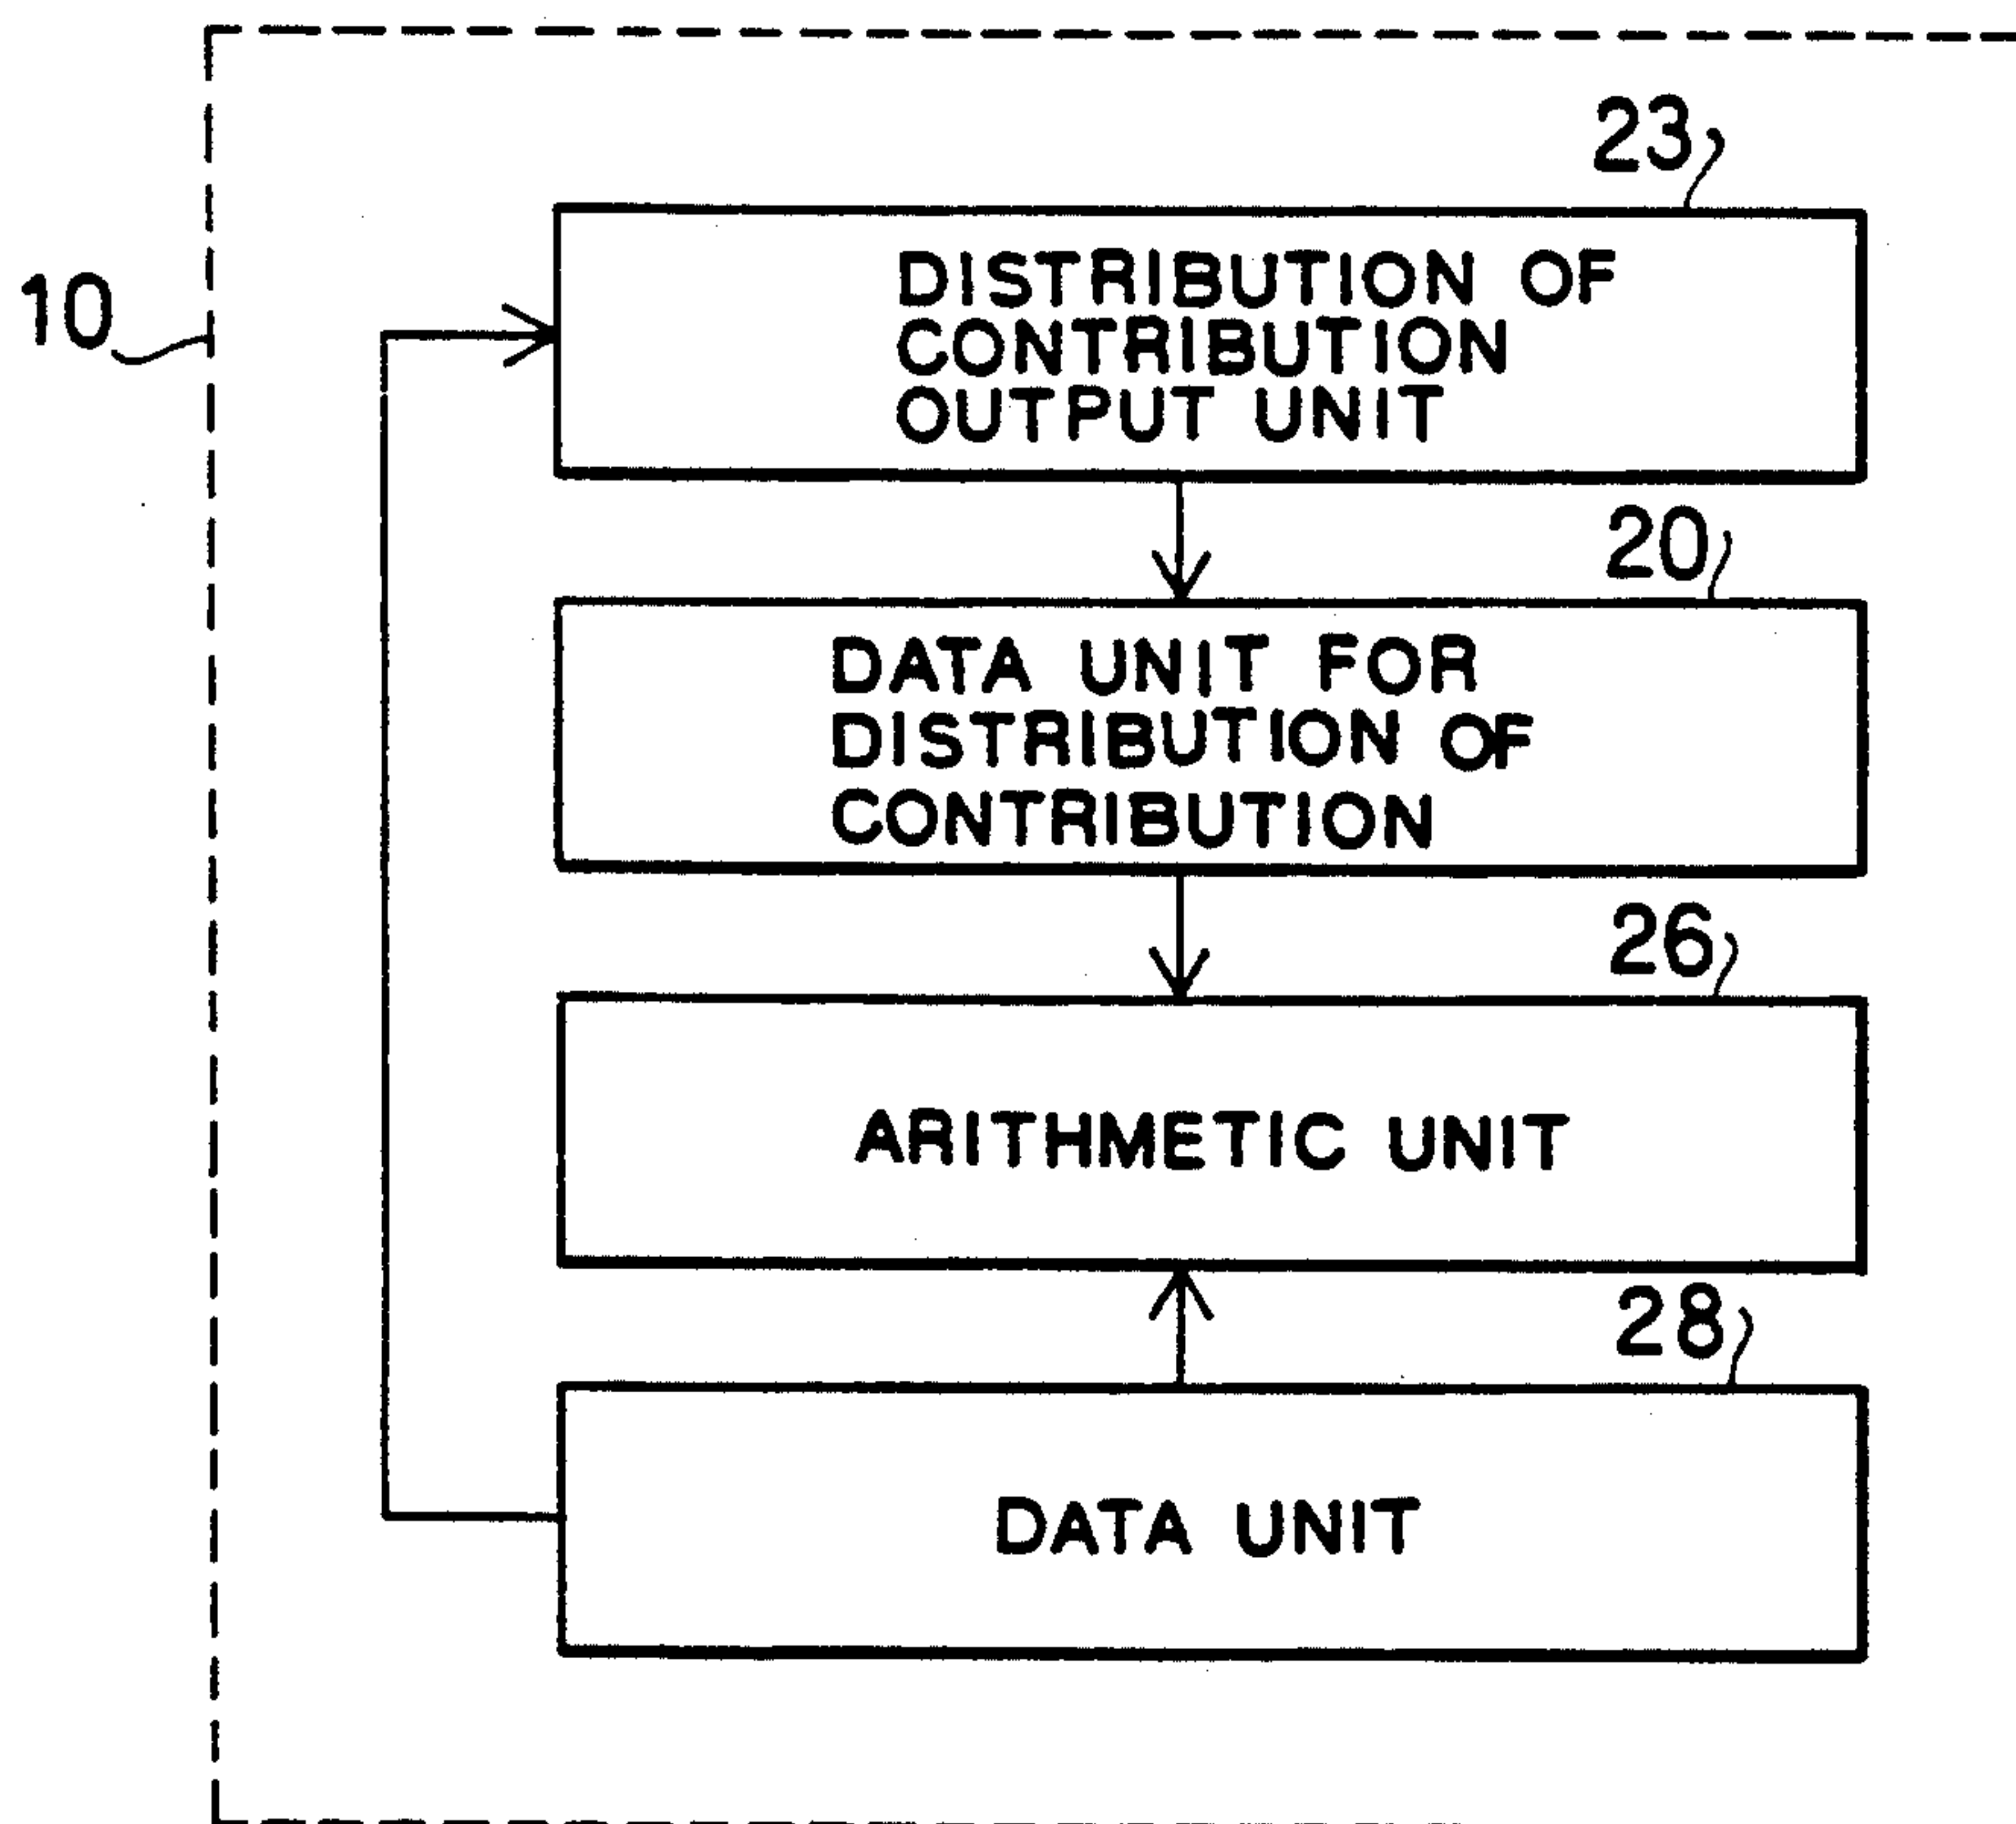 23
10
DISTRIBUTION OF
CONTRIBUTION
OUTPUT UNIT
20
DATA UNIT FOR
DISTRIBUTION OF
CONTRIBUTION
26
ARITHMETIC UNIT
28
DATA UNIT